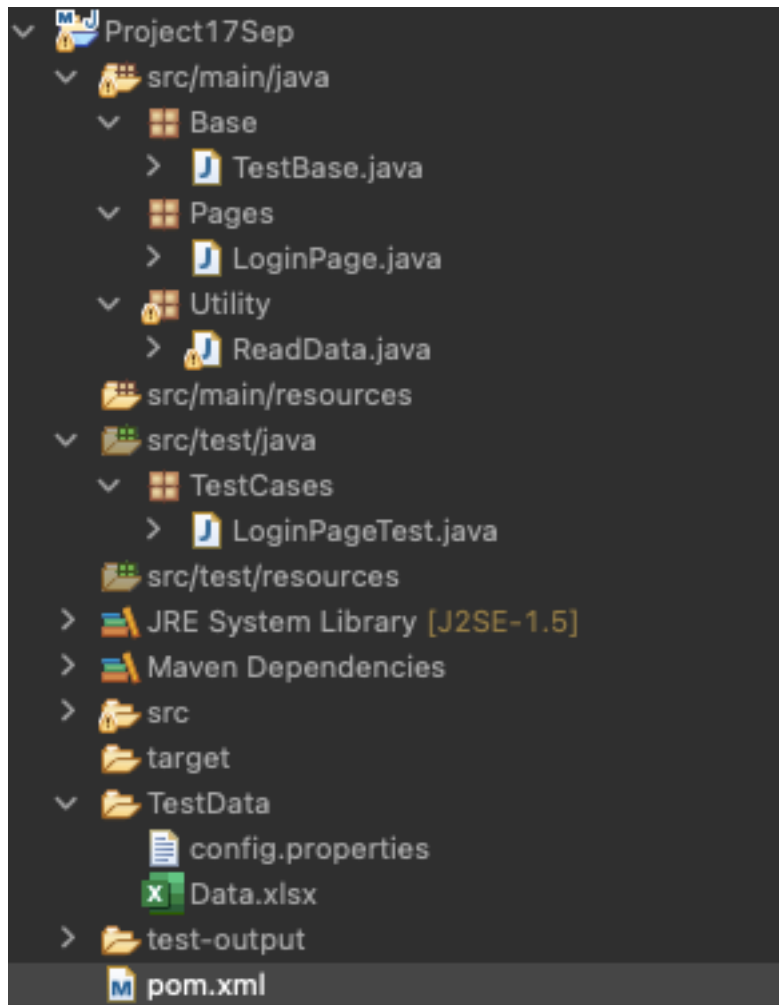 Project17Sep
src/main/java
Base
TestBase.java
Pages
LoginPage.java
Utility
ReadData.java
src/main/resources
src/test/java
TestCases
LoginPageTest.java
src/test/resources
JRE System Library [J2SE-1.5]
Maven Dependencies
src
target
TestData
config.properties
Data.xlsx
test-output
pom.xml